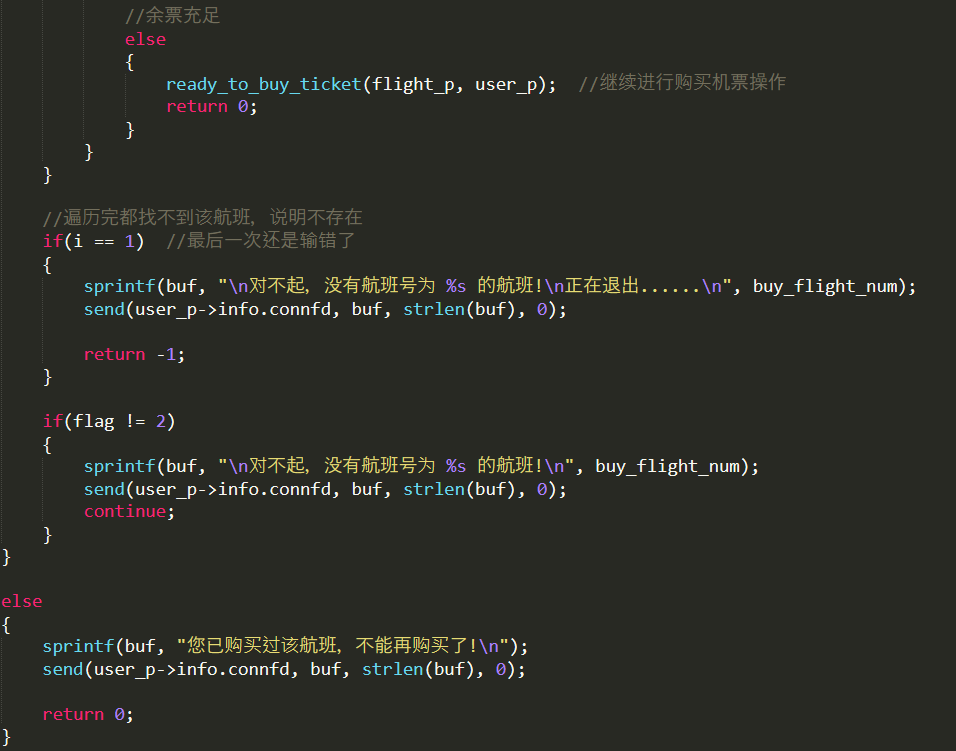 //余票充足
else
{
ready_to_buy_ticket(flight_p, user_p);  //继续进行购买机票操作
return 0;
}
}
}
//遍历完都找不到该航班, 说明不存在
if(i == 1)  //最后一次还是输错了
{
sprintf(buf, "\n对不起, 没有航班号为 %s 的航班!\n正在退出......\n", buy_flight_num);
send(user_p->info.connfd, buf, strlen(buf), 0);
return -1;
}
if(flag != 2)
{
sprintf(buf, "\n对不起, 没有航班号为 %s 的航班!\n", buy_flight_num);
send(user_p->info.connfd, buf, strlen(buf), 0);
continue;
}
}
else
{
sprintf(buf, "您已购买过该航班, 不能再购买了!\n");
send(user_p->info.connfd, buf, strlen(buf), 0);
return 0;
}